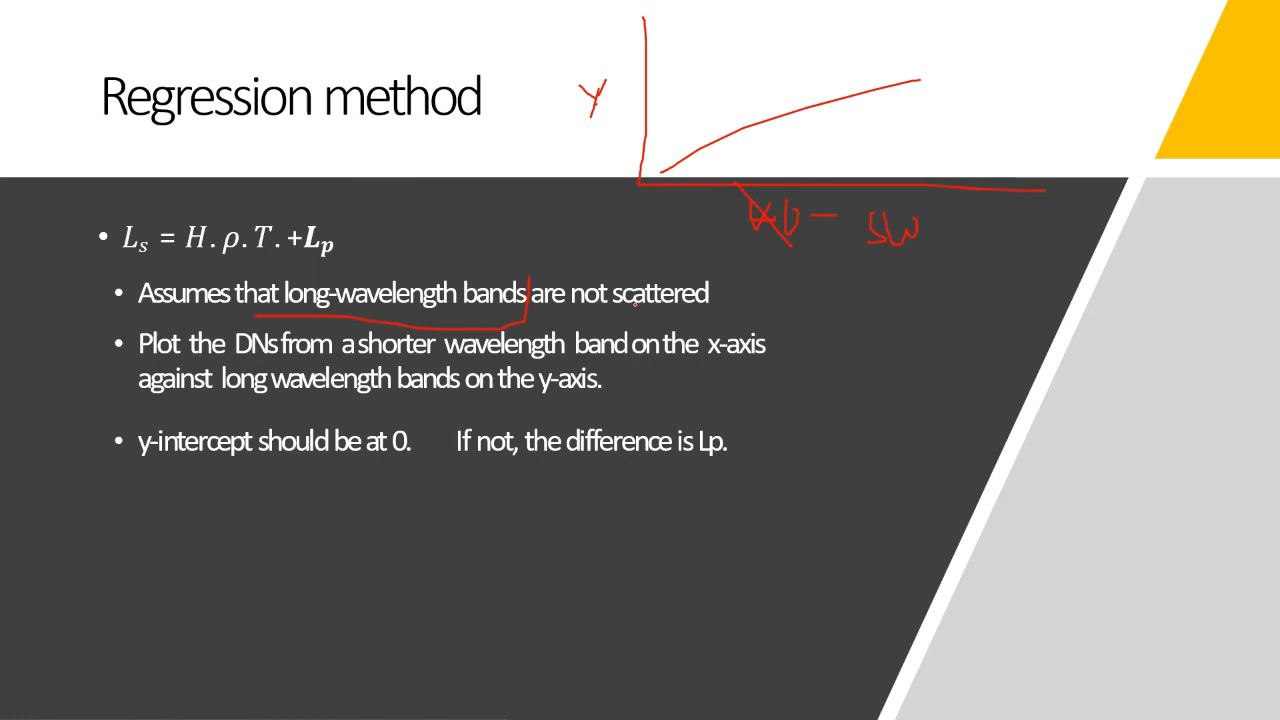 Regression method
Y
SW
• L_s = H. ρ. T. +L_p
• Assumes that long-wavelength bands are not scattered
• Plot the DNs from a shorter wavelength band on the x-axis
against long wavelength bands on the y-axis.
• y-intercept should be at 0. If not, the difference is Lp.